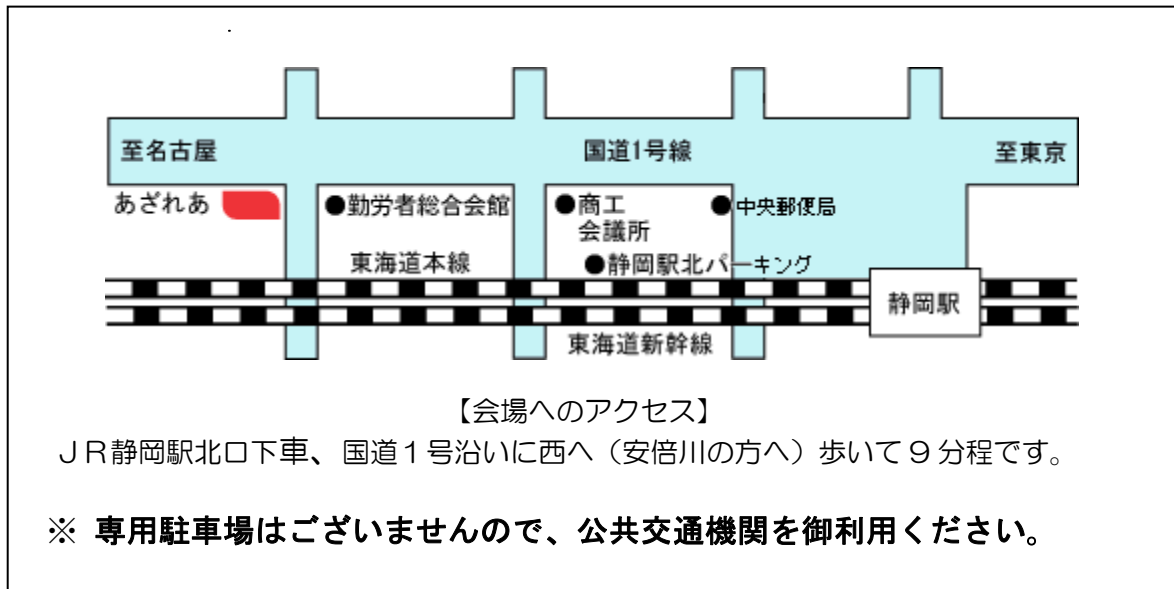 至名古屋
国道1号線
至東京
あざれあ
●勤労者総合会館
●商工
会議所
●中央郵便局
東海道本線
●静岡駅北パーキング
静岡駅
東海道新幹線
【会場へのアクセス】
ＪＲ静岡駅北口下車、国道１号沿いに西へ（安倍川の方へ）歩いて９分程です。
※ 専用駐車場はございませんので、公共交通機関を御利用ください。